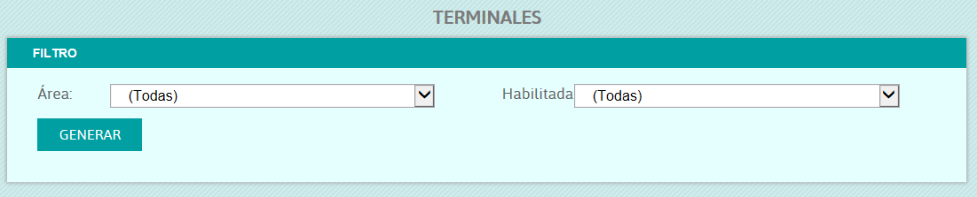 TERMINALES
FILTRO
Área: (Todas) Habilitada (Todas)
GENERAR